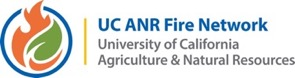 UC ANR Fire Network
University of California
Agriculture & Natural Resources